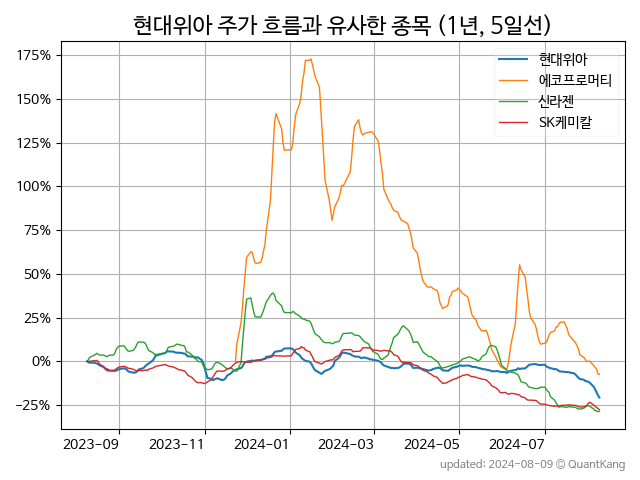 현대위아 주가 흐름과 유사한 종목 (1년, 5일선)
현대위아
에코프로머티
신라젠
SK케미칼
175%
150%
125%
100%
75%
50%
25%
0%
−25%
2023-09 2023-11 2024-01 2024-03 2024-05 2024-07
updated: 2024-08-09 © QuantKang